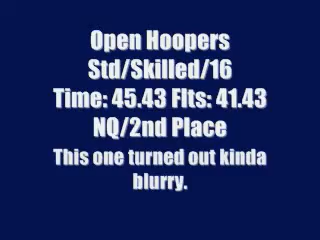 Open Hoopers
Std/Skilled/16
Time: 45.43 Flts: 41.43
NQ/2nd Place
This one turned out kinda
blurry.